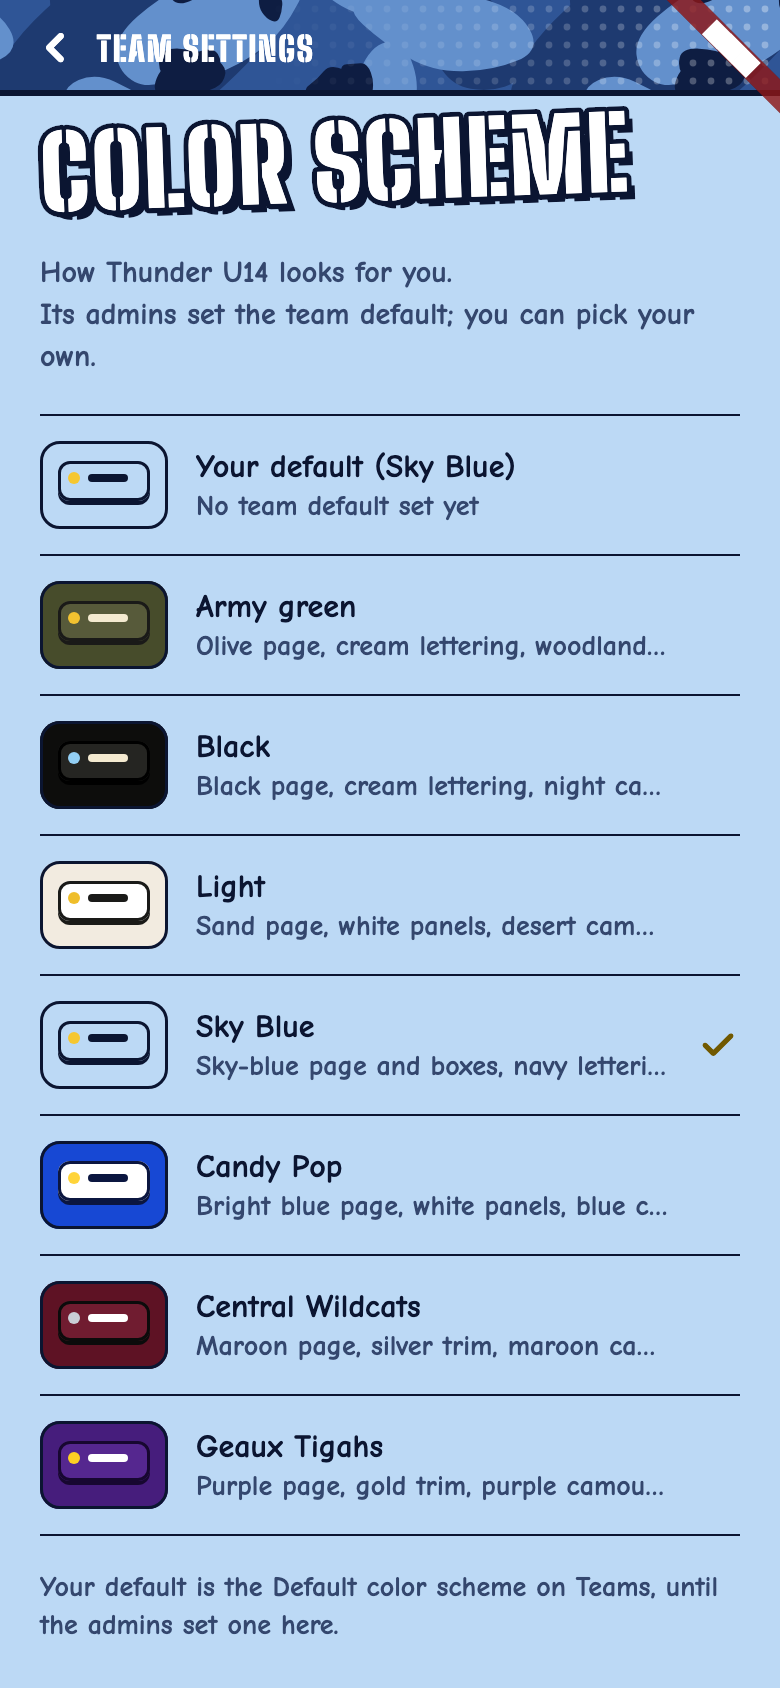 TEAM SETTINGS
COLOR SCHEME
How Thunder U14 looks for you.
Its admins set the team default; you can pick your
own.
Your default (Sky Blue)
No team default set yet
Army green
Olive page, cream lettering, woodland...
Black
Black page, cream lettering, night ca...
Light
Sand page, white panels, desert cam...
Sky Blue
Sky-blue page and boxes, navy letteri...
Candy Pop
Bright blue page, white panels, blue c...
Central Wildcats
Maroon page, silver trim, maroon ca...
Geaux Tigahs
Purple page, gold trim, purple camou...
Your default is the Default color scheme on Teams, until
the admins set one here.